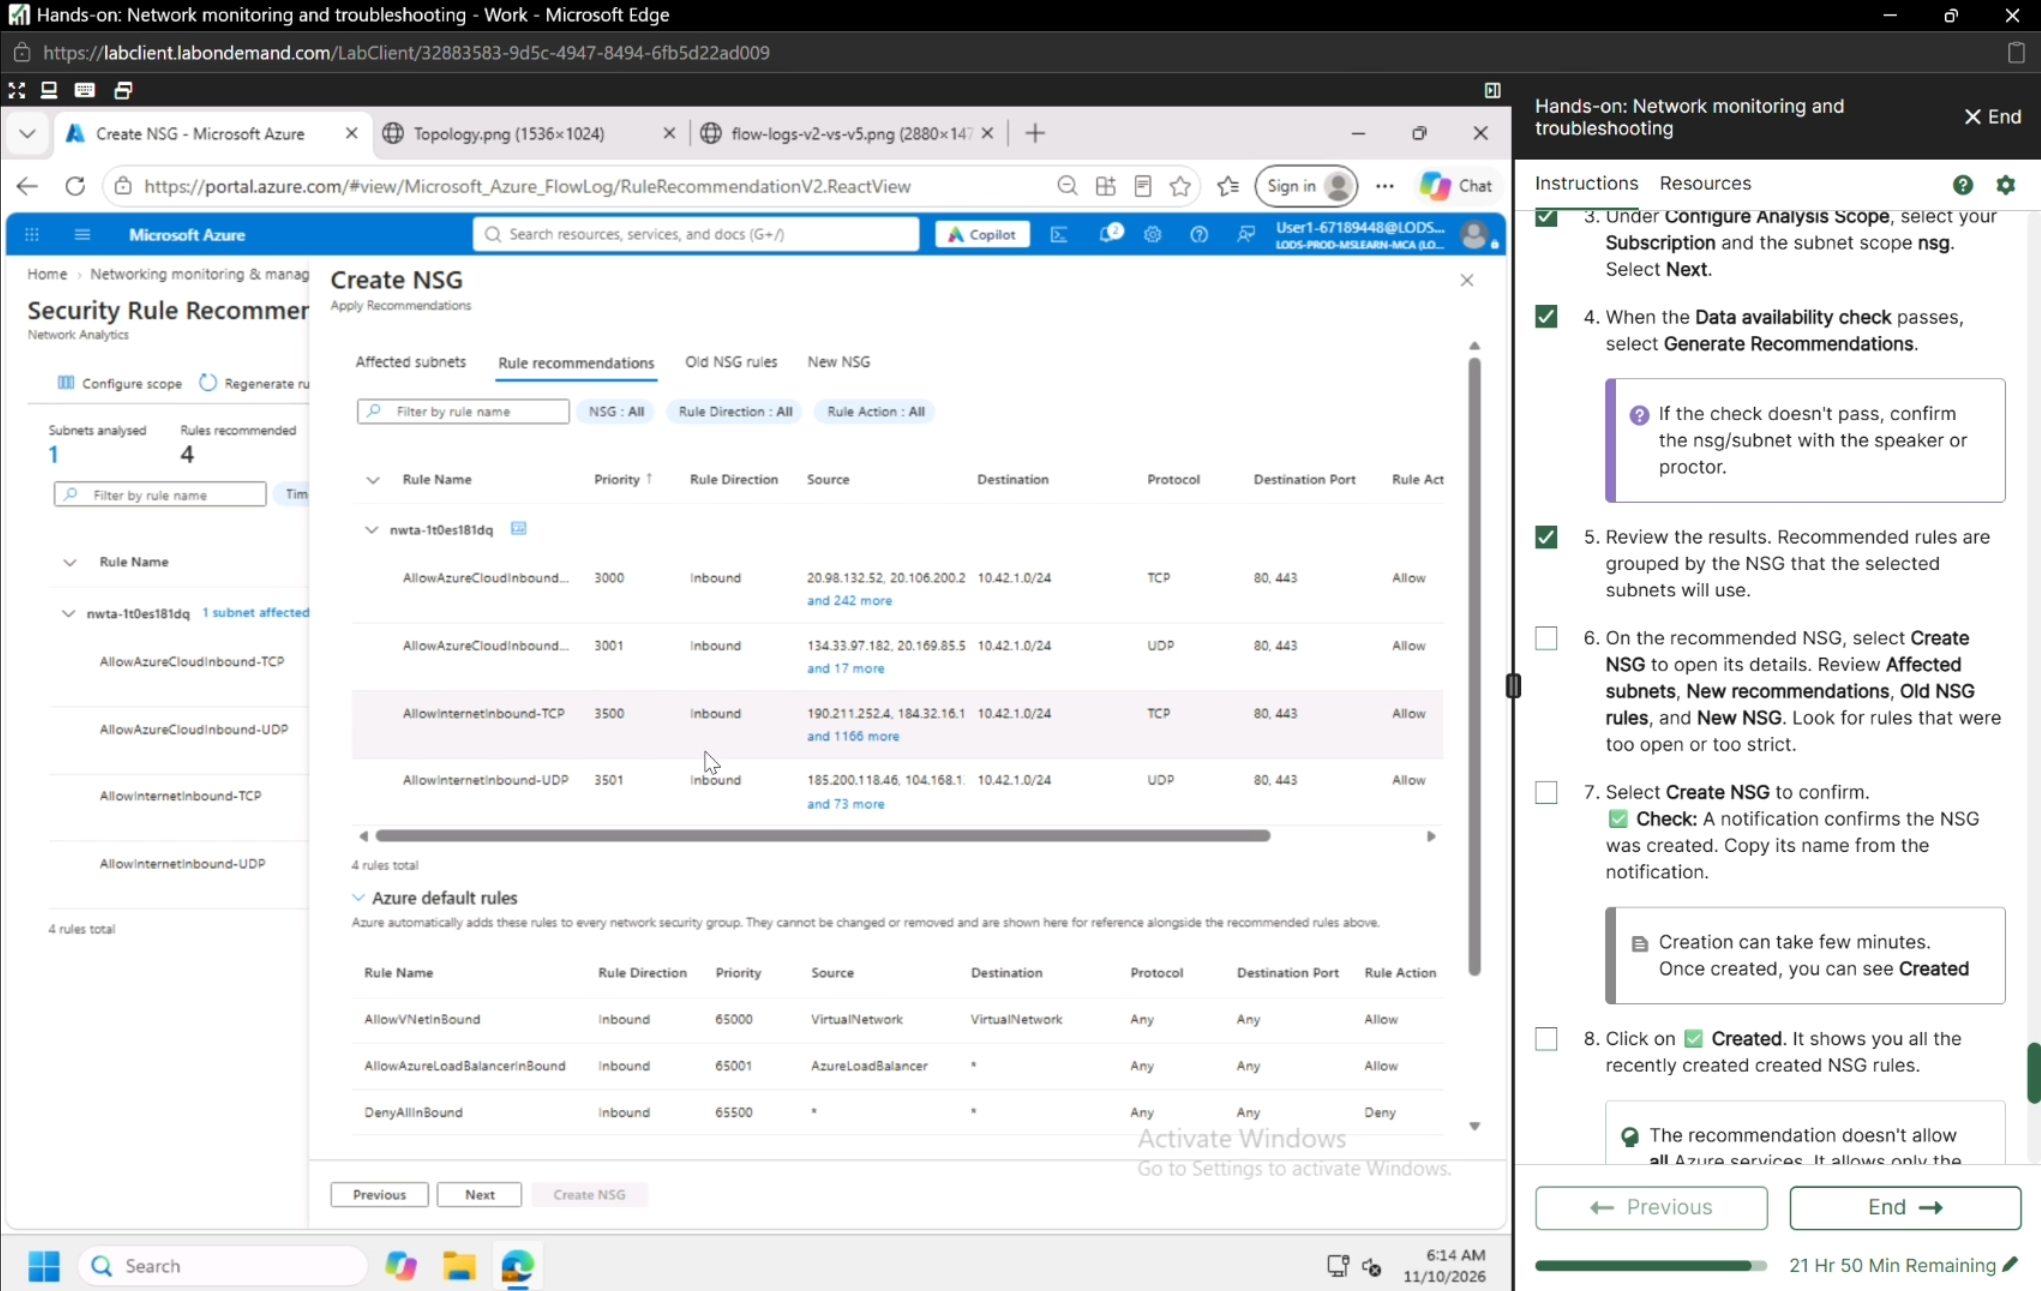 Hands-on: Network monitoring and troubleshooting - Work - Microsoft Edge
https://labclient.labondemand.com/LabClient/32883583-9d5c-4947-8494-6fb5d22ad009
Create NSG - Microsoft Azure
Topology.png (1536×1024)
flow-logs-v2-vs-v5.png (2880×147
https://portal.azure.com/#view/Microsoft_Azure_FlowLog/RuleRecommendationV2.ReactView
Sign in
Chat
Microsoft Azure
Search resources, services, and docs (G+/)
Copilot
2
User1-67189448@LODS...
LODS-PROD-MSLEARN-MCA (LO...
Home > Networking monitoring & manag
Security Rule Recommer
Network Analytics
Configure scope
Regenerate ru
Subnets analysed Rules recommended
1 4
Filter by rule name
Tim
Rule Name
nwta-1t0es181dq 1 subnet affected
AllowAzureCloudInbound-TCP
AllowAzureCloudInbound-UDP
AllowInternetInbound-TCP
AllowInternetInbound-UDP
4 rules total
Create NSG
Apply Recommendations
Affected subnets Rule recommendations Old NSG rules New NSG
Filter by rule name NSG : All Rule Direction : All Rule Action : All
Rule Name Priority ↑ Rule Direction Source Destination Protocol Destination Port Rule Act
nwta-1t0es181dq
AllowAzureCloudInbound... 3000 Inbound 20.98.132.52, 20.106.200.2 10.42.1.0/24 TCP 80, 443 Allow
and 242 more
AllowAzureCloudInbound... 3001 Inbound 134.33.97.182, 20.169.85.5 10.42.1.0/24 UDP 80, 443 Allow
and 17 more
AllowInternetInbound-TCP 3500 Inbound 190.211.252.4, 184.32.16.1 10.42.1.0/24 TCP 80, 443 Allow
and 1166 more
AllowInternetInbound-UDP 3501 Inbound 185.200.118.46, 104.168.1. 10.42.1.0/24 UDP 80, 443 Allow
and 73 more
4 rules total
Azure default rules
Azure automatically adds these rules to every network security group. They cannot be changed or removed and are shown here for reference alongside the recommended rules above.
Rule Name Rule Direction Priority Source Destination Protocol Destination Port Rule Action
AllowVNetInBound Inbound 65000 VirtualNetwork VirtualNetwork Any Any Allow
AllowAzureLoadBalancerInBound Inbound 65001 AzureLoadBalancer * Any Any Allow
DenyAllInBound Inbound 65500 * * Any Any Deny
Activate Windows
Go to Settings to activate Windows.
Previous Next Create NSG
Search
6:14 AM
11/10/2026
Hands-on: Network monitoring and
troubleshooting
End
Instructions Resources
3. Under Configure Analysis Scope, select your
Subscription and the subnet scope nsg.
Select Next.
4. When the Data availability check passes,
select Generate Recommendations.
If the check doesn't pass, confirm
the nsg/subnet with the speaker or
proctor.
5. Review the results. Recommended rules are
grouped by the NSG that the selected
subnets will use.
6. On the recommended NSG, select Create
NSG to open its details. Review Affected
subnets, New recommendations, Old NSG
rules, and New NSG. Look for rules that were
too open or too strict.
7. Select Create NSG to confirm.
✅ Check: A notification confirms the NSG
was created. Copy its name from the
notification.
Creation can take few minutes.
Once created, you can see Created
8. Click on ✅ Created. It shows you all the
recently created created NSG rules.
The recommendation doesn't allow
all Azure services. It allows only the
← Previous
End →
21 Hr 50 Min Remaining